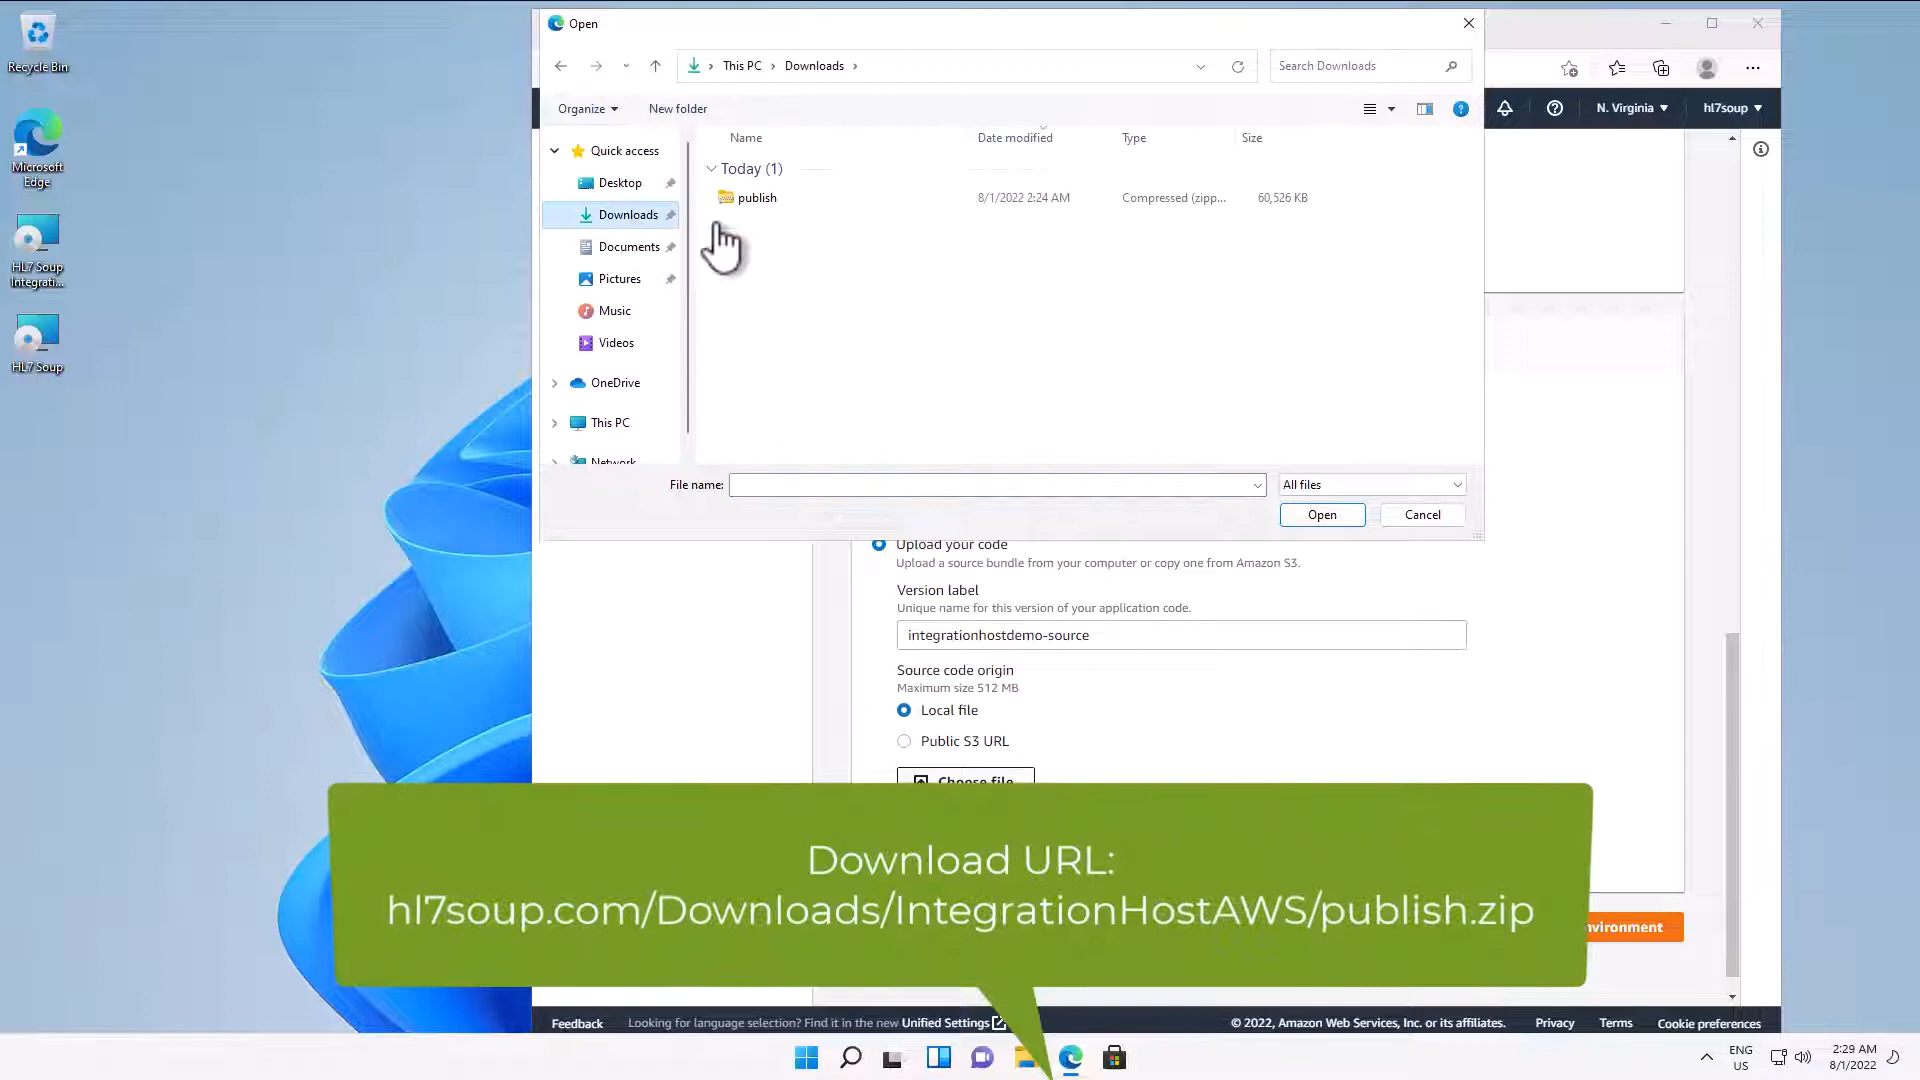 Recycle Bin
Microsoft
Edge
HL7 Soup
Integrati...
HL7 Soup
Open
This PC
Downloads
Search Downloads
Organize
New folder
Name
Date modified
Type
Size
Quick access
Desktop
Downloads
Documents
Pictures
Music
Videos
OneDrive
This PC
Network
Today (1)
publish
8/1/2022 2:24 AM
Compressed (zipp...
60,526 KB
File name:
All files
Open
Cancel
N. Virginia
hl7soup
Upload your code
Upload a source bundle from your computer or copy one from Amazon S3.
Version label
Unique name for this version of your application code.
integrationhostdemo-source
Source code origin
Maximum size 512 MB
Local file
Public S3 URL
Choose file
Download URL:
hl7soup.com/Downloads/IntegrationHostAWS/publish.zip
Feedback
Looking for language selection? Find it in the new Unified Settings
© 2022, Amazon Web Services, Inc. or its affiliates.
Privacy
Terms
Cookie preferences
ENG
US
2:29 AM
8/1/2022